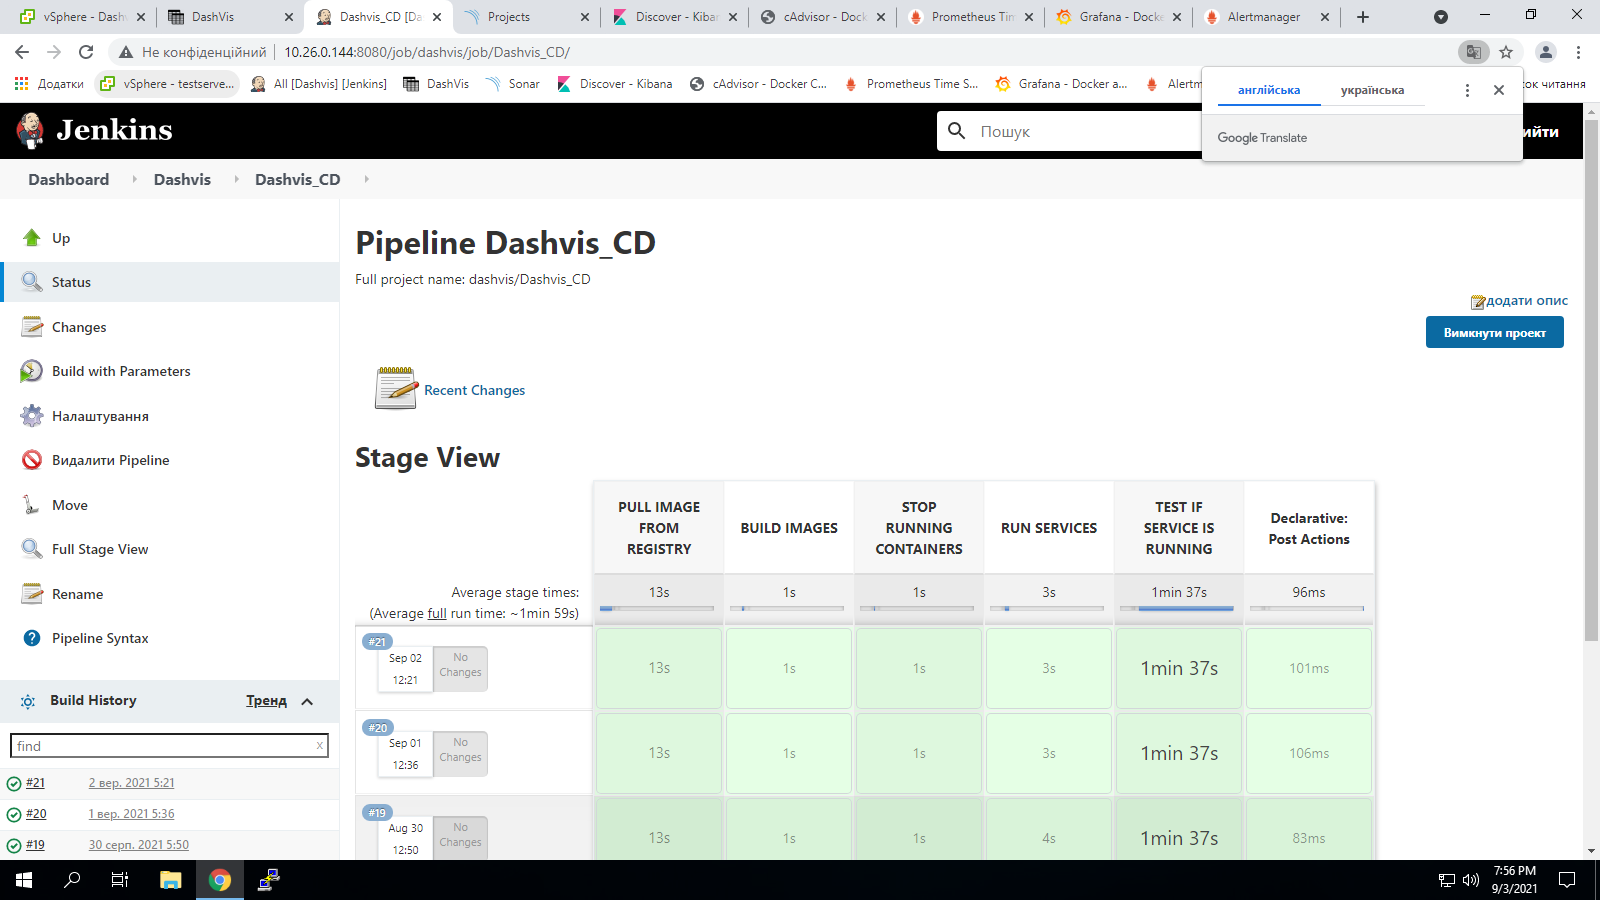 vSphere - Dash
DashVis
Dashvis_CD [Da
Projects
Discover - Kiba
cAdvisor - Dock
Prometheus Tim
Grafana - Docke
Alertmanager
Не конфіденційний
10.26.0.144:8080/job/dashvis/job/Dashvis_CD/
Додатки
vSphere - testserve...
All [Dashvis] [Jenkins]
DashVis
Sonar
Discover - Kibana
cAdvisor - Docker C...
Prometheus Time S...
Grafana - Docker a...
Alertm
ок читання
англійська
українська
Google Translate
Jenkins
Пошук
ийти
Dashboard
Dashvis
Dashvis_CD
Up
Status
Changes
Build with Parameters
Налаштування
Видалити Pipeline
Move
Full Stage View
Rename
Pipeline Syntax
Build History
Тренд
find
x
#21
2 вер. 2021 5:21
#20
1 вер. 2021 5:36
#19
30 серп. 2021 5:50
Pipeline Dashvis_CD
Full project name: dashvis/Dashvis_CD
додати опис
Вимкнути проект
Recent Changes
Stage View
PULL IMAGE
FROM
REGISTRY
BUILD IMAGES
STOP
RUNNING
CONTAINERS
RUN SERVICES
TEST IF
SERVICE IS
RUNNING
Declarative:
Post Actions
Average stage times:
(Average full run time: ~1min 59s)
13s
1s
1s
3s
1min 37s
96ms
#21
Sep 02
12:21
No
Changes
13s
1s
1s
3s
1min 37s
101ms
#20
Sep 01
12:36
No
Changes
13s
1s
1s
3s
1min 37s
106ms
#19
Aug 30
12:50
No
Changes
13s
1s
1s
4s
1min 37s
83ms
7:56 PM
9/3/2021